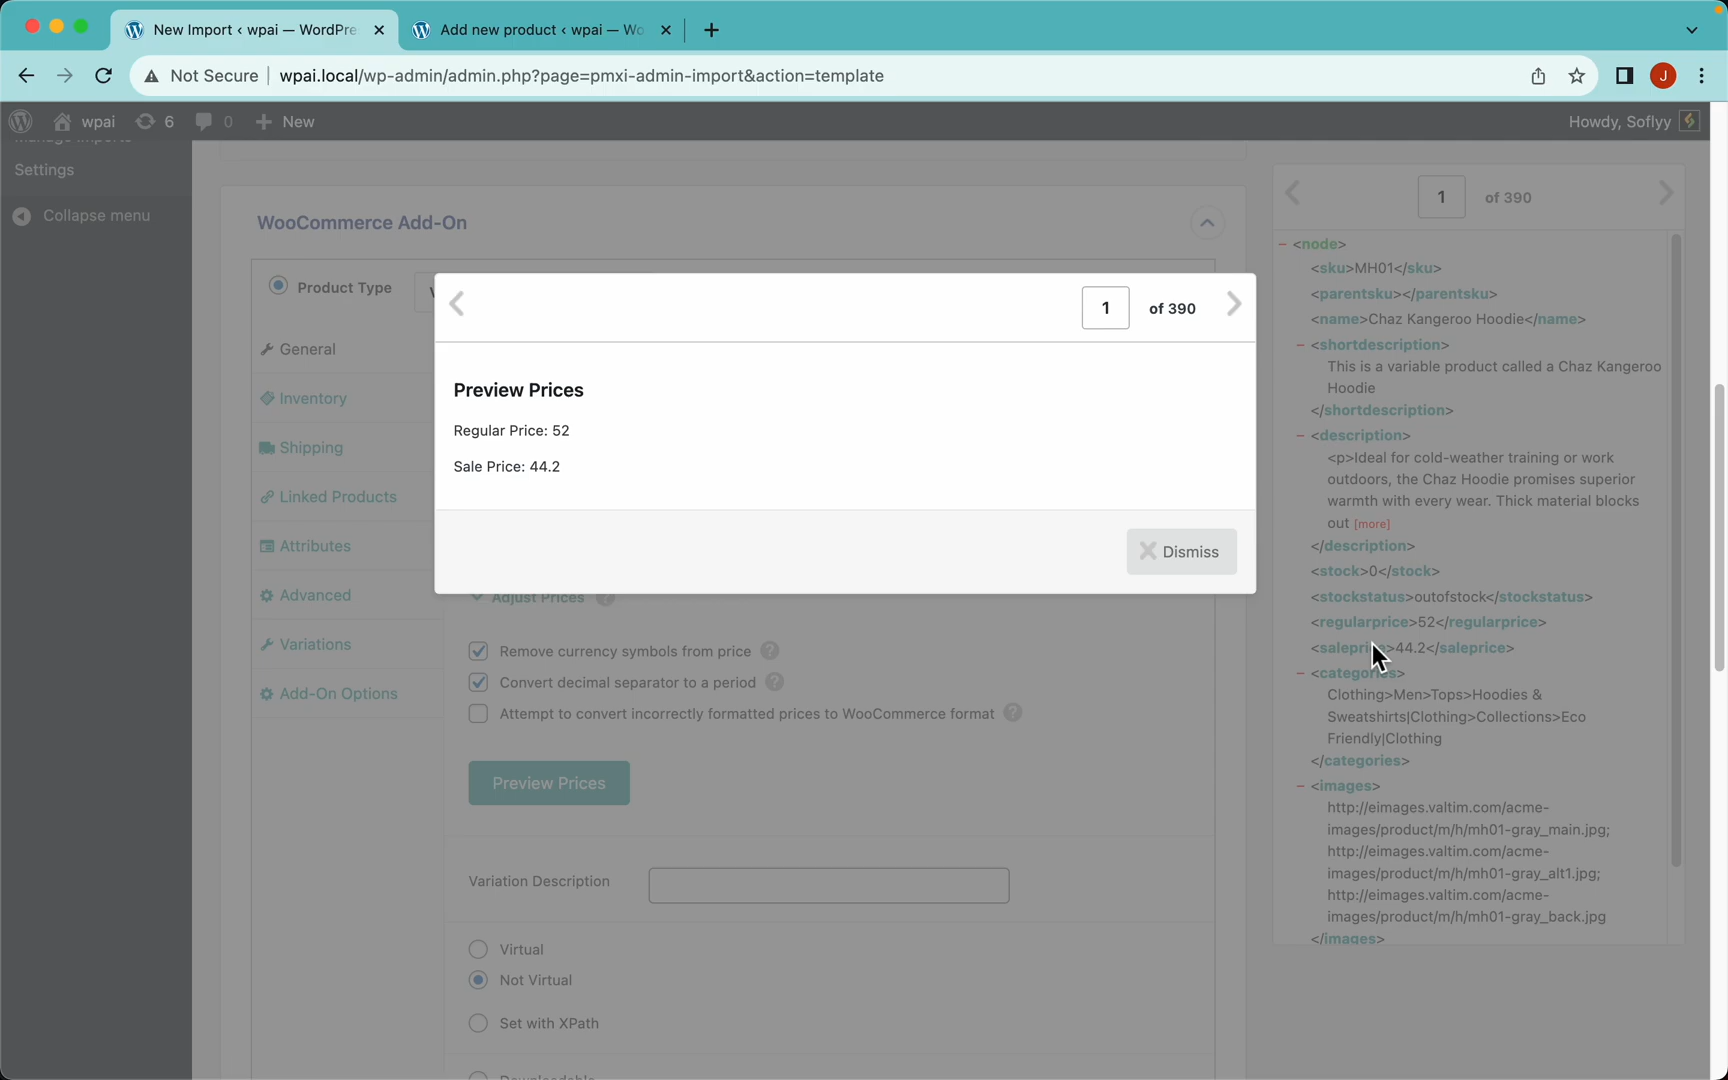 New Import ‹ wpai — WordPre
Add new product ‹ wpai — Wo
Not Secure
wpai.local/wp-admin/admin.php?page=pmxi-admin-import&action=template
J
wpai
6
0
New
Howdy, Soflyy
Manage Imports
Settings
Collapse menu
WooCommerce Add-On
Product Type
General
Inventory
Shipping
Linked Products
Attributes
Advanced
Variations
Add-On Options
1
of 390
Preview Prices
Regular Price: 52
Sale Price: 44.2
Dismiss
Adjust Prices ?
Remove currency symbols from price ?
Convert decimal separator to a period ?
Attempt to convert incorrectly formatted prices to WooCommerce format ?
Preview Prices
Variation Description
Virtual
Not Virtual
Set with XPath
Downloadable
1
of 390
− <node>
<sku>MH01</sku>
<parentsku></parentsku>
<name>Chaz Kangeroo Hoodie</name>
− <shortdescription>
This is a variable product called a Chaz Kangeroo
Hoodie
</shortdescription>
− <description>
<p>Ideal for cold-weather training or work
outdoors, the Chaz Hoodie promises superior
warmth with every wear. Thick material blocks
out [more]
</description>
<stock>0</stock>
<stockstatus>outofstock</stockstatus>
<regularprice>52</regularprice>
<saleprice>44.2</saleprice>
− <categories>
Clothing>Men>Tops>Hoodies &
Sweatshirts|Clothing>Collections>Eco
Friendly|Clothing
</categories>
− <images>
http://eimages.valtim.com/acme-
images/product/m/h/mh01-gray_main.jpg;
http://eimages.valtim.com/acme-
images/product/m/h/mh01-gray_alt1.jpg;
http://eimages.valtim.com/acme-
images/product/m/h/mh01-gray_back.jpg
</images>